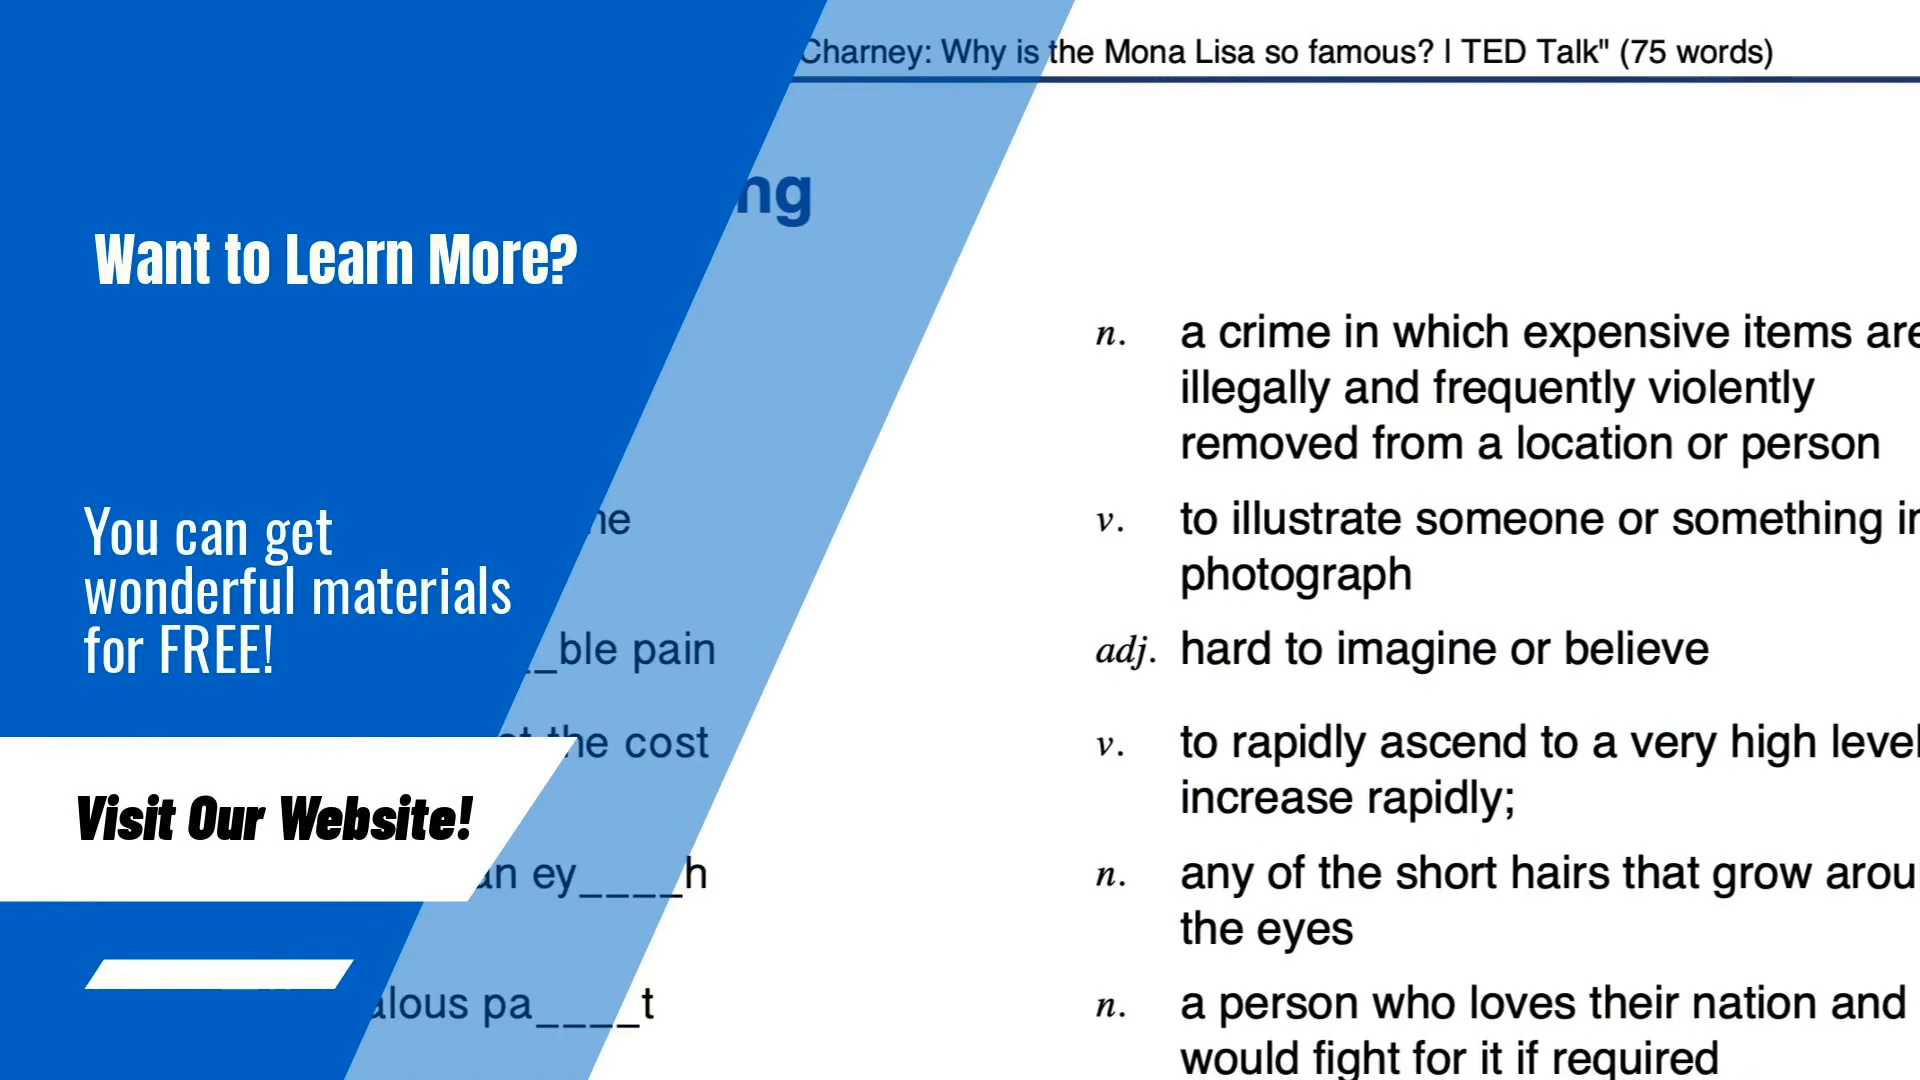 Charney: Why is the Mona Lisa so famous? | TED Talk" (75 words)
ng
Want to Learn More?
You can get
wonderful materials
for FREE!
Visit Our Website!
n. a crime in which expensive items are
illegally and frequently violently
removed from a location or person
v. to illustrate someone or something in
photograph
_ble pain adj. hard to imagine or believe
the cost v. to rapidly ascend to a very high level
increase rapidly;
an ey____h n. any of the short hairs that grow arou
the eyes
alous pa____t n. a person who loves their nation and
would fight for it if required